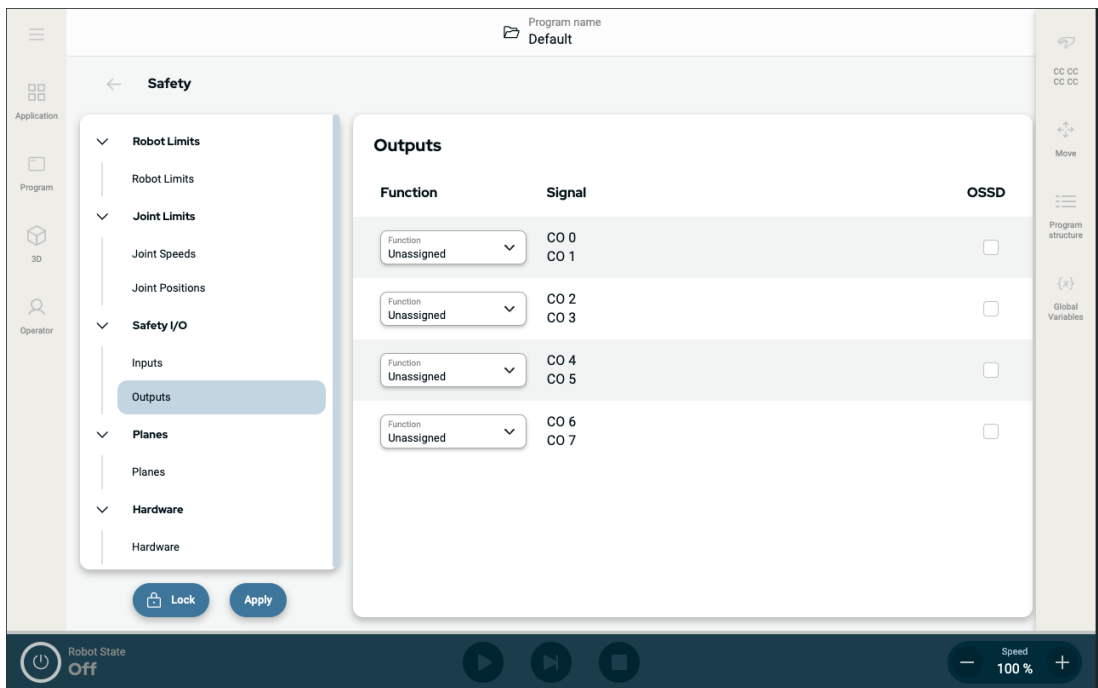 Program name
Default
Application
Program
3D
Operator
Safety
Robot Limits
Robot Limits
Joint Limits
Joint Speeds
Joint Positions
Safety I/O
Inputs
Outputs
Planes
Planes
Hardware
Hardware
Lock
Apply
Outputs
Function
Signal
OSSD
Function
Unassigned
CO 0
CO 1
Function
Unassigned
CO 2
CO 3
Function
Unassigned
CO 4
CO 5
Function
Unassigned
CO 6
CO 7
CC CC
CC CC
Move
Program
structure
{x}
Global
Variables
Robot State
Off
Speed
100 %